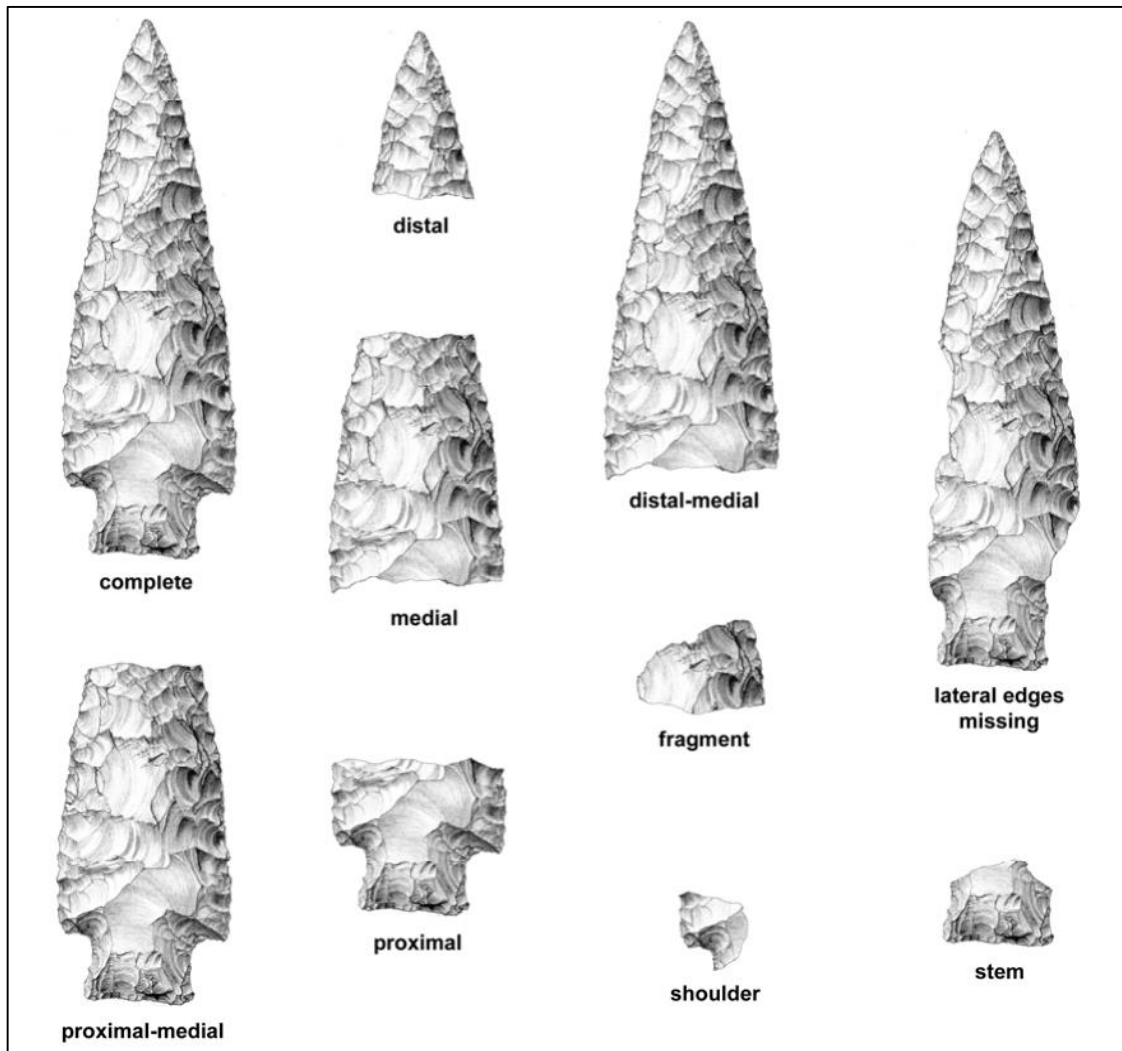 distal
distal-medial
complete
medial
lateral edges
missing
fragment
proximal
shoulder
stem
proximal-medial